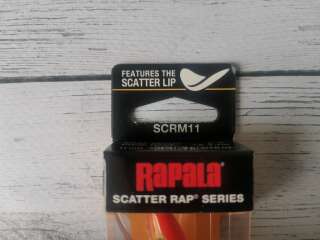 FEATURES THE
SCATTER LIP
SCRM11
Rapala
SCATTER RAP® SERIES